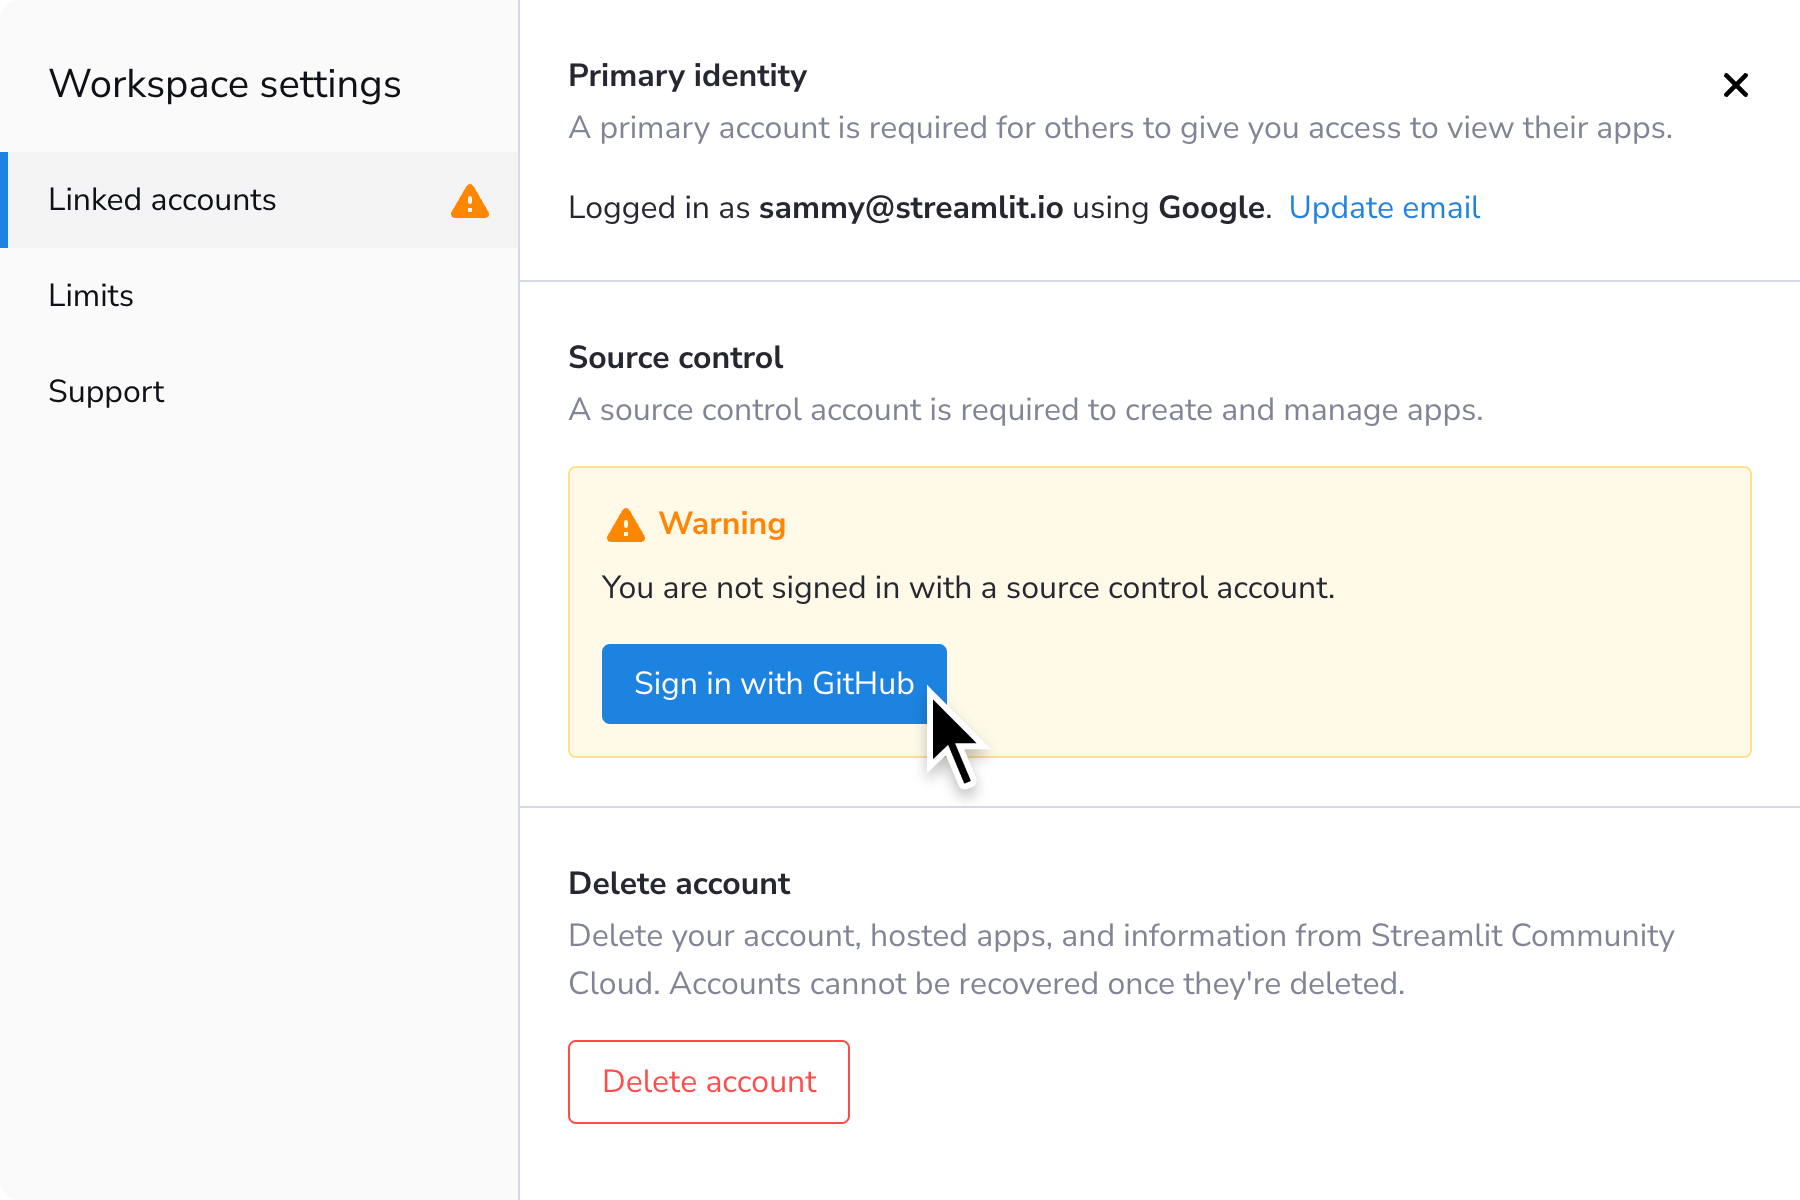 Workspace settings
Linked accounts
Limits
Support
Primary identity
A primary account is required for others to give you access to view their apps.
Logged in as sammy@streamlit.io using Google. Update email
Source control
A source control account is required to create and manage apps.
Warning
You are not signed in with a source control account.
Sign in with GitHub
Delete account
Delete your account, hosted apps, and information from Streamlit Community
Cloud. Accounts cannot be recovered once they're deleted.
Delete account